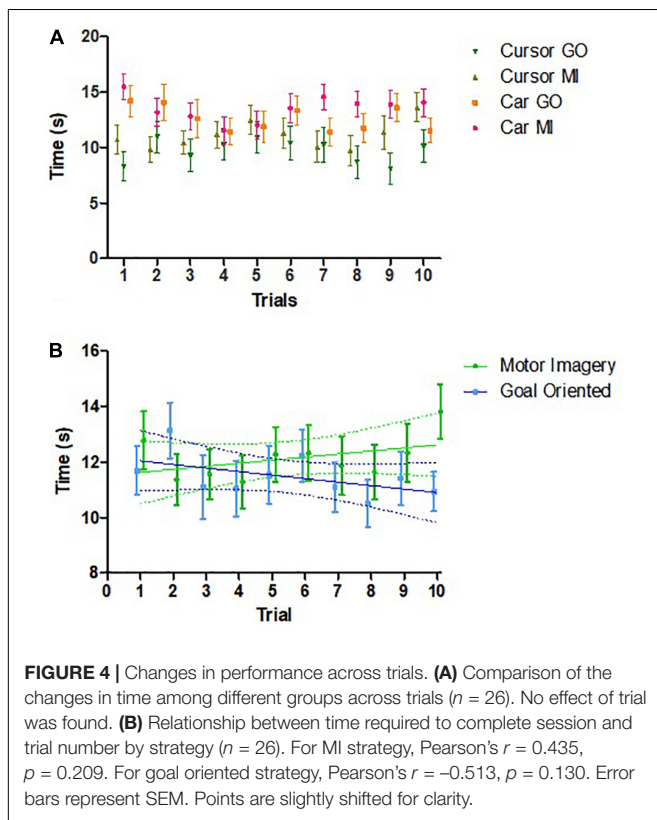 A
20
15
10
5
0
Time (s)
1 2 3 4 5 6 7 8 9 10
Trials
Cursor GO
Cursor MI
Car GO
Car MI
B
16
14
12
10
8
Time (s)
0 1 2 3 4 5 6 7 8 9 10
Trial
Motor Imagery
Goal Oriented
FIGURE 4 | Changes in performance across trials. (A) Comparison of the
changes in time among different groups across trials (n = 26). No effect of trial
was found. (B) Relationship between time required to complete session and
trial number by strategy (n = 26). For MI strategy, Pearson's r = 0.435,
p = 0.209. For goal oriented strategy, Pearson's r = –0.513, p = 0.130. Error
bars represent SEM. Points are slightly shifted for clarity.